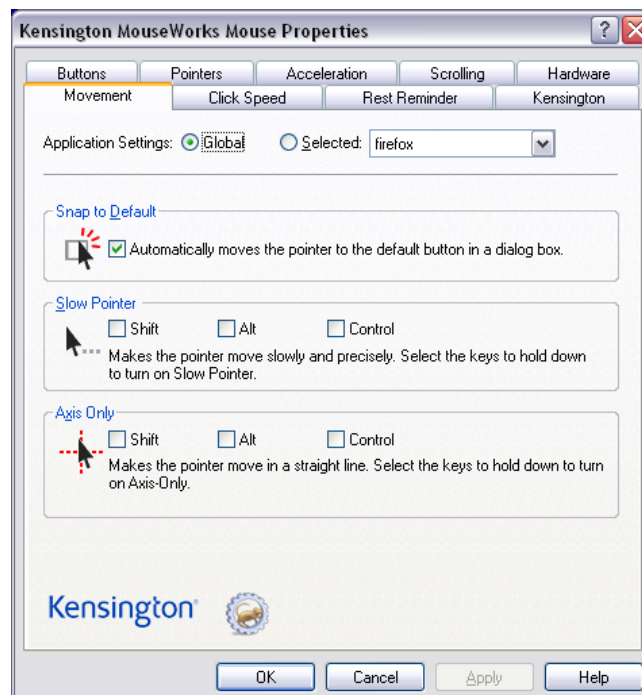 Kensington MouseWorks Mouse Properties
Buttons Pointers Acceleration Scrolling Hardware
Movement Click Speed Rest Reminder Kensington
Application Settings: Global Selected: firefox
Snap to Default
Automatically moves the pointer to the default button in a dialog box.
Slow Pointer
Shift Alt Control
Makes the pointer move slowly and precisely. Select the keys to hold down
to turn on Slow Pointer.
Axis Only
Shift Alt Control
Makes the pointer move in a straight line. Select the keys to hold down to turn
on Axis-Only.
Kensington
OK Cancel Apply Help